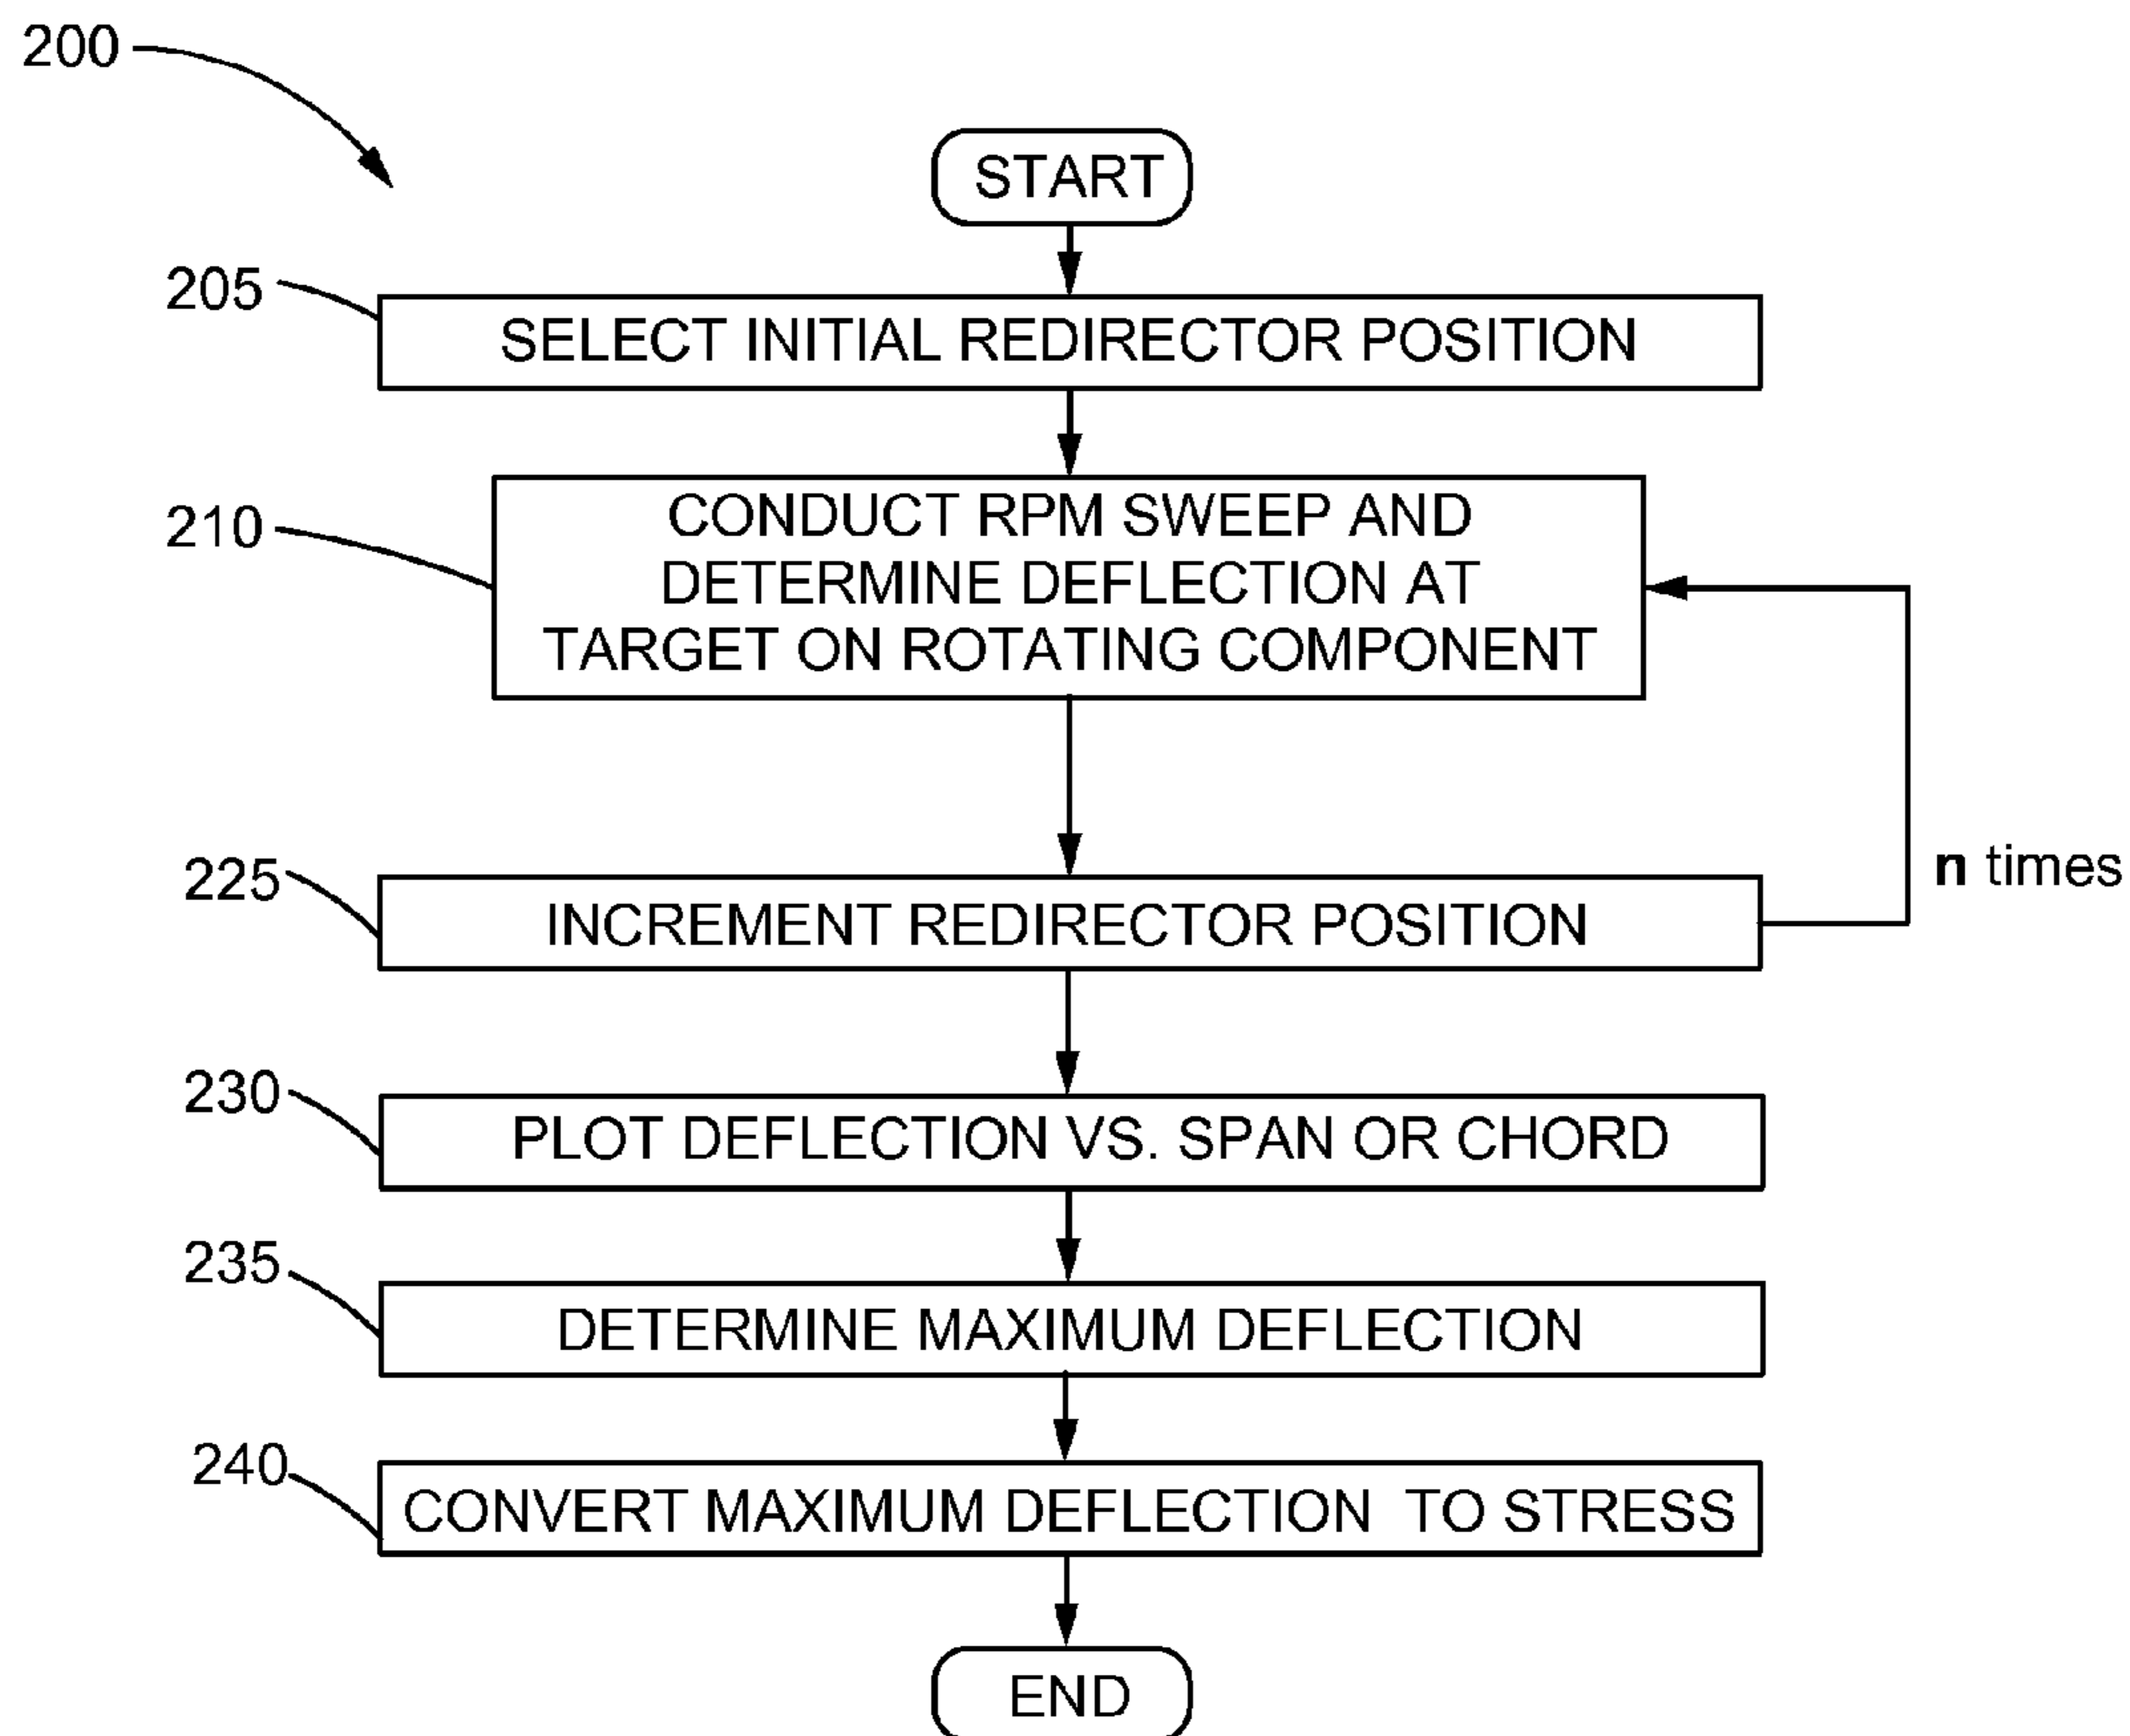 200
START
205
SELECT INITIAL REDIRECTOR POSITION
210
CONDUCT RPM SWEEP AND
DETERMINE DEFLECTION AT
TARGET ON ROTATING COMPONENT
225
INCREMENT REDIRECTOR POSITION
n times
230
PLOT DEFLECTION VS. SPAN OR CHORD
235
DETERMINE MAXIMUM DEFLECTION
240
CONVERT MAXIMUM DEFLECTION TO STRESS
END